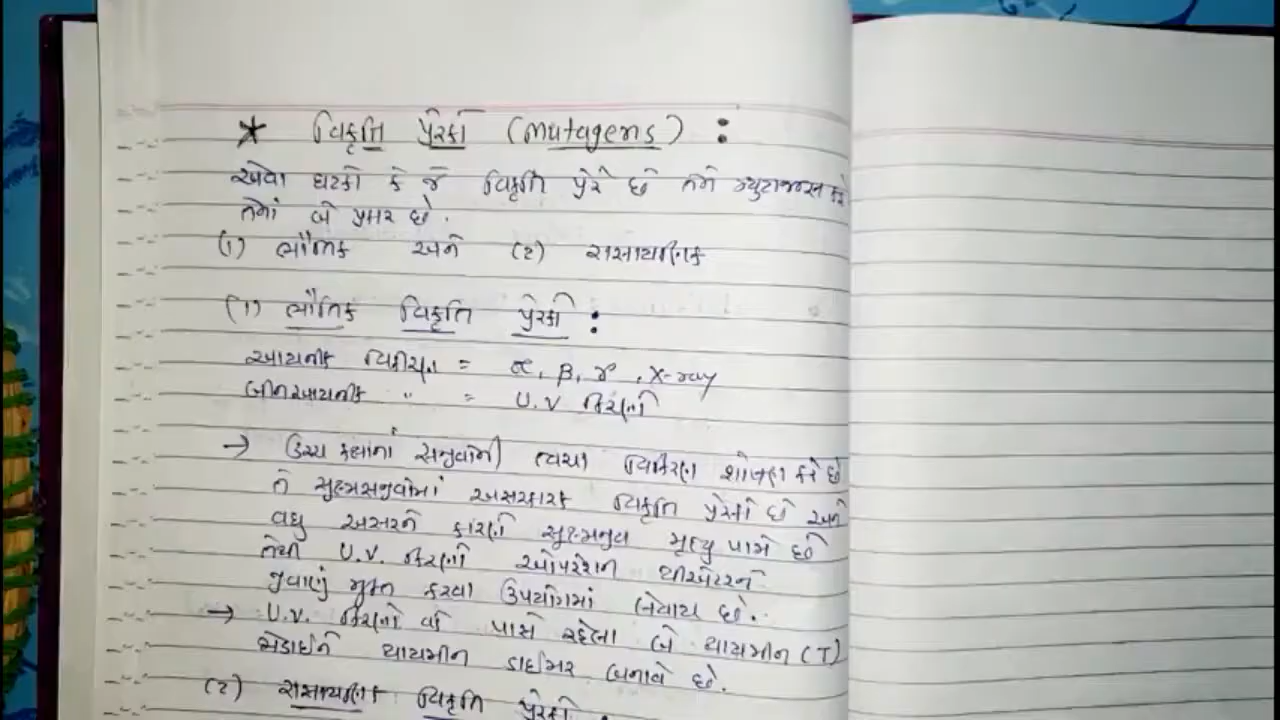 * વિકૃતિ પ્રેરકો (mutagens) :
એવા ઘટકો કે જે વિકૃતિ પ્રેરે છે તેને મ્યુટાજન્સ કહે
તેનાં બે પ્રકાર છે.
(1) ભૌતિક અને (2) રાસાયણિક
(1) ભૌતિક વિકૃતિ પ્રેરકો :
આયનીક વિકીરણ = α, β, γ, X-ray
બીનઆયનીક " = U.V કિરણો
→ ઉચ્ચ કક્ષાનાં સજીવોની ત્વચા વિકિરણ શોષણ કરે છે
તે સુક્ષ્મસજીવોમાં અસરકારક વિકૃતિ પ્રેરકો છે અને
વધુ અસરને કારણે સુક્ષ્મજીવ મૃત્યુ પામે છે
તેથી U.V. કિરણો ઓપરેશન થીએટરને
જીવાણું મુક્ત કરવા ઉપયોગમાં લેવાય છે.
→ U.V. કિરણો પાસે રહેલા બે થાયમીન (T)
જોડાઈને થાયમીન ડાઈમર બનાવે છે.
(2) રાસાયણિક વિકૃતિ પ્રેરકો :